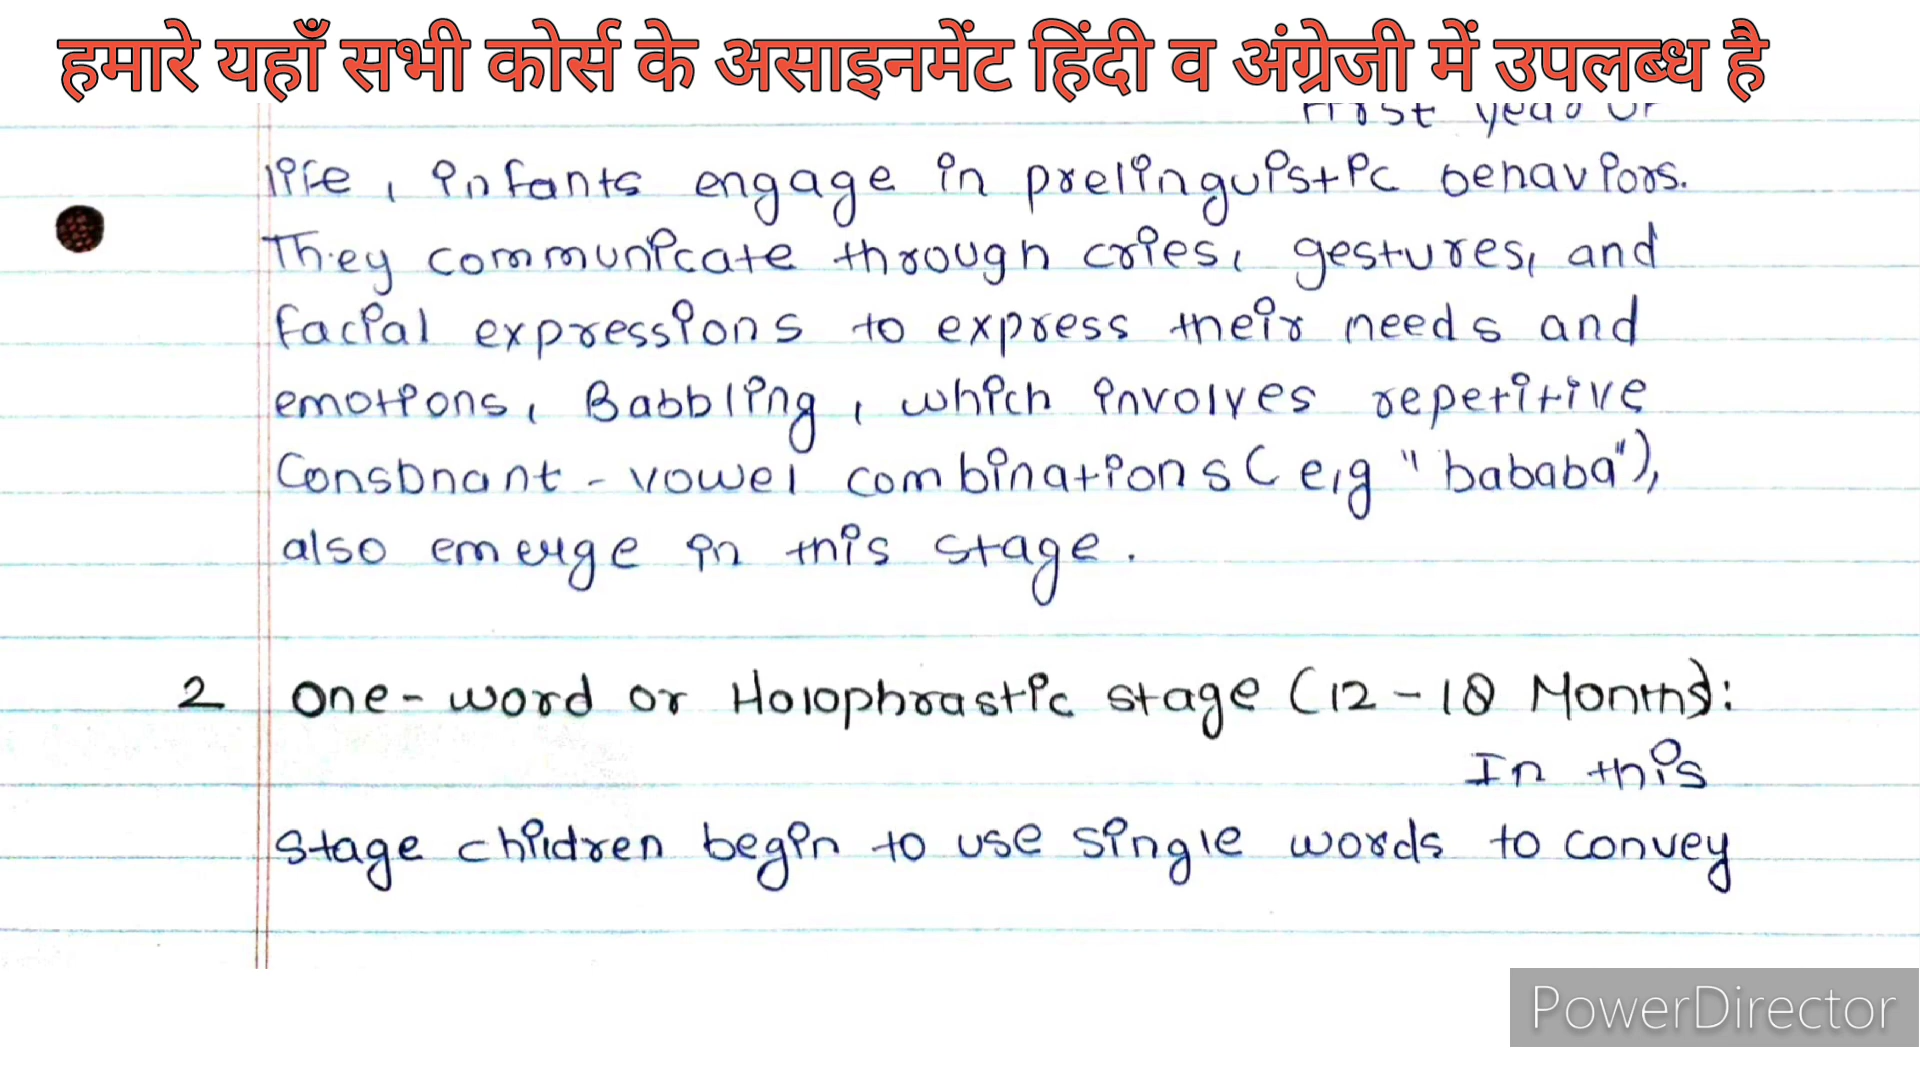 हमारे यहाँ सभी कोर्स के असाइनमेंट हिंदी व अंग्रेजी में उपलब्ध है
First year of
life, infants engage in prelinguistic behaviors.
They communicate through cries, gestures, and
facial expressions to express their needs and
emotions, Babbling, which involves repetitive
Consonant - vowel combinations (e,g "bababa"),
also emerge in this stage.
2 One-word or Holophrastic stage (12-18 Months):
In this
stage children begin to use single words to convey
PowerDirector